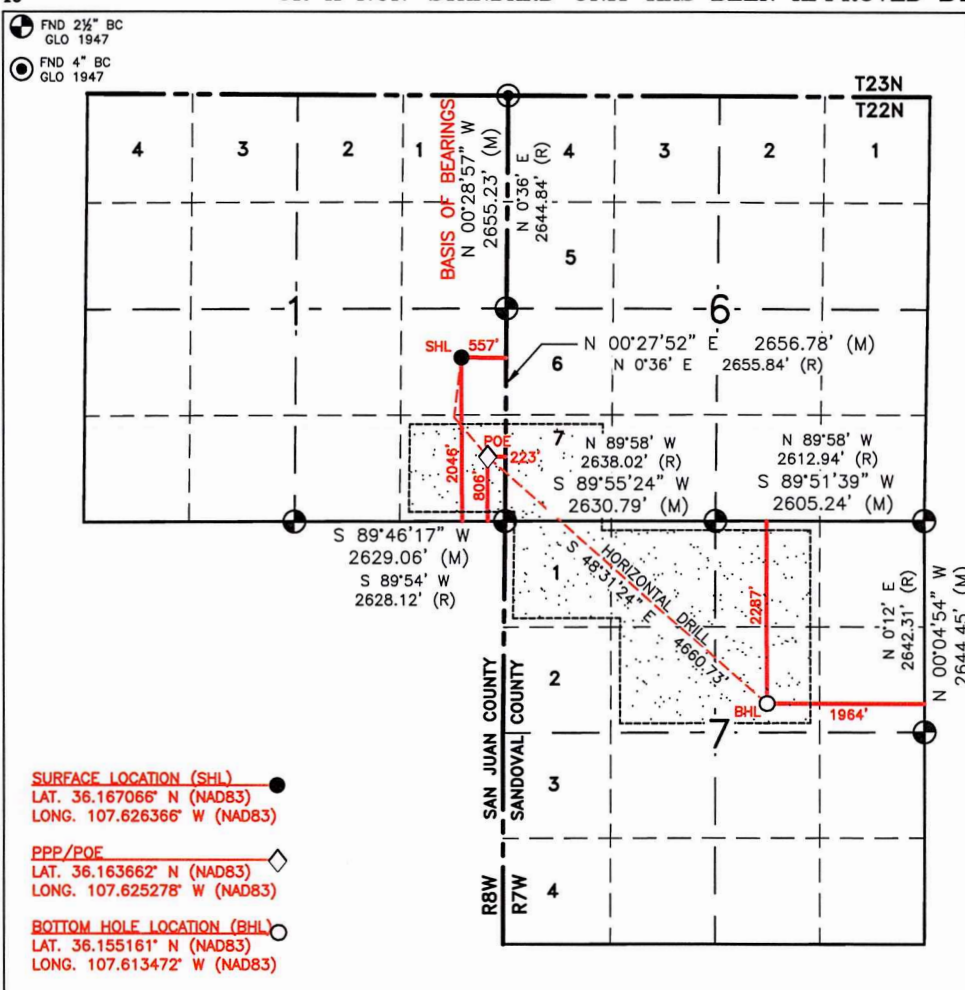 FND 2½" BC
GLO 1947
FND 4" BC
GLO 1947
T23N
T22N
4
3
2
1
4
3
2
1
BASIS OF BEARINGS
N 00°28'57" W
2655.23' (M)
N 0°36' E
2644.84' (R)
5
1
6
SHL
557'
6
N 00°27'52" E 2656.78' (M)
N 0°36' E 2655.84' (R)
7
POE
223'
2046'
806'
N 89°58' W
2638.02' (R)
S 89°55'24" W
2630.79' (M)
N 89°58' W
2612.94' (R)
S 89°51'39" W
2605.24' (M)
S 89°46'17" W
2629.06' (M)
S 89°54' W
2628.12' (R)
1
HORIZONTAL DRILL
S 48°31'24" E 4660.73'
2287'
N 0°12' E
2642.31' (R)
N 00°04'54" W
2644.45' (M)
2
BHL
1964'
7
SAN JUAN COUNTY
SANDOVAL COUNTY
3
R8W
R7W
4
SURFACE LOCATION (SHL)
LAT. 36.167066° N (NAD83)
LONG. 107.626366° W (NAD83)
PPP/POE
LAT. 36.163662° N (NAD83)
LONG. 107.625278° W (NAD83)
BOTTOM HOLE LOCATION (BHL)
LAT. 36.155161° N (NAD83)
LONG. 107.613472° W (NAD83)